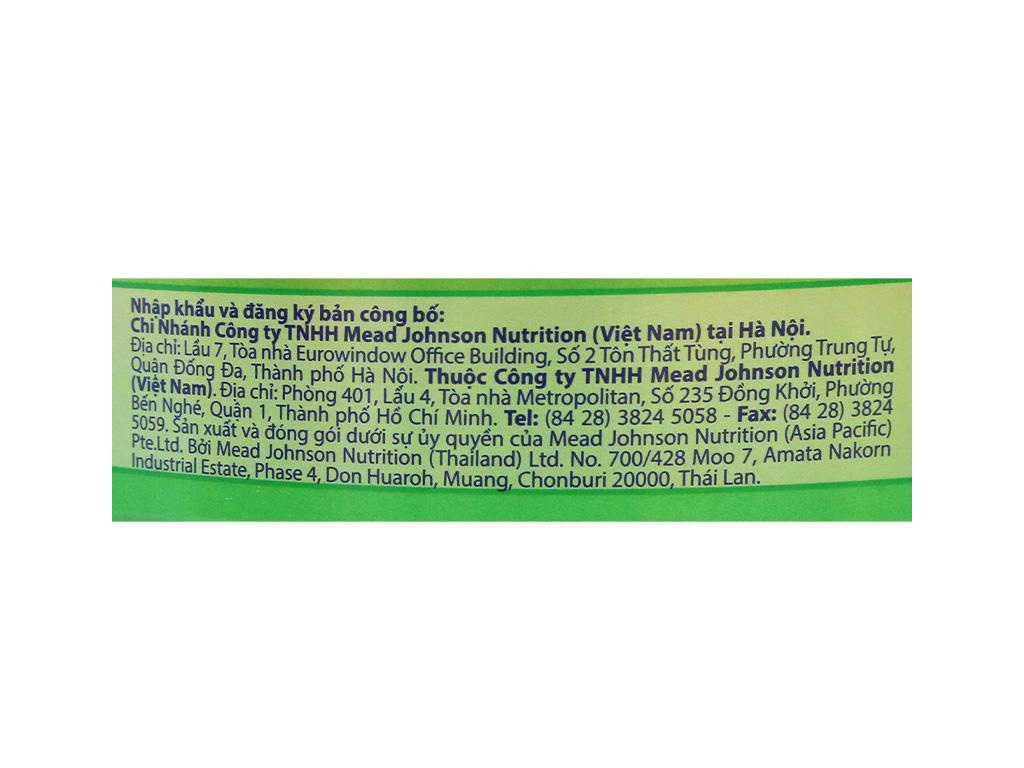 Nhập khẩu và đăng ký bản công bố:
Chi Nhánh Công ty TNHH Mead Johnson Nutrition (Việt Nam) tại Hà Nội.
Địa chỉ: Lầu 7, Tòa nhà Eurowindow Office Building, Số 2 Tôn Thất Tùng, Phường Trung Tự,
Quận Đống Đa, Thành phố Hà Nội. Thuộc Công ty TNHH Mead Johnson Nutrition
(Việt Nam). Địa chỉ: Phòng 401, Lầu 4, Tòa nhà Metropolitan, Số 235 Đồng Khởi, Phường
Bến Nghé, Quận 1, Thành phố Hồ Chí Minh. Tel: (84 28) 3824 5058 - Fax: (84 28) 3824
5059. Sản xuất và đóng gói dưới sự ủy quyền của Mead Johnson Nutrition (Asia Pacific)
Pte.Ltd. Bởi Mead Johnson Nutrition (Thailand) Ltd. No. 700/428 Moo 7, Amata Nakorn
Industrial Estate, Phase 4, Don Huaroh, Muang, Chonburi 20000, Thái Lan.